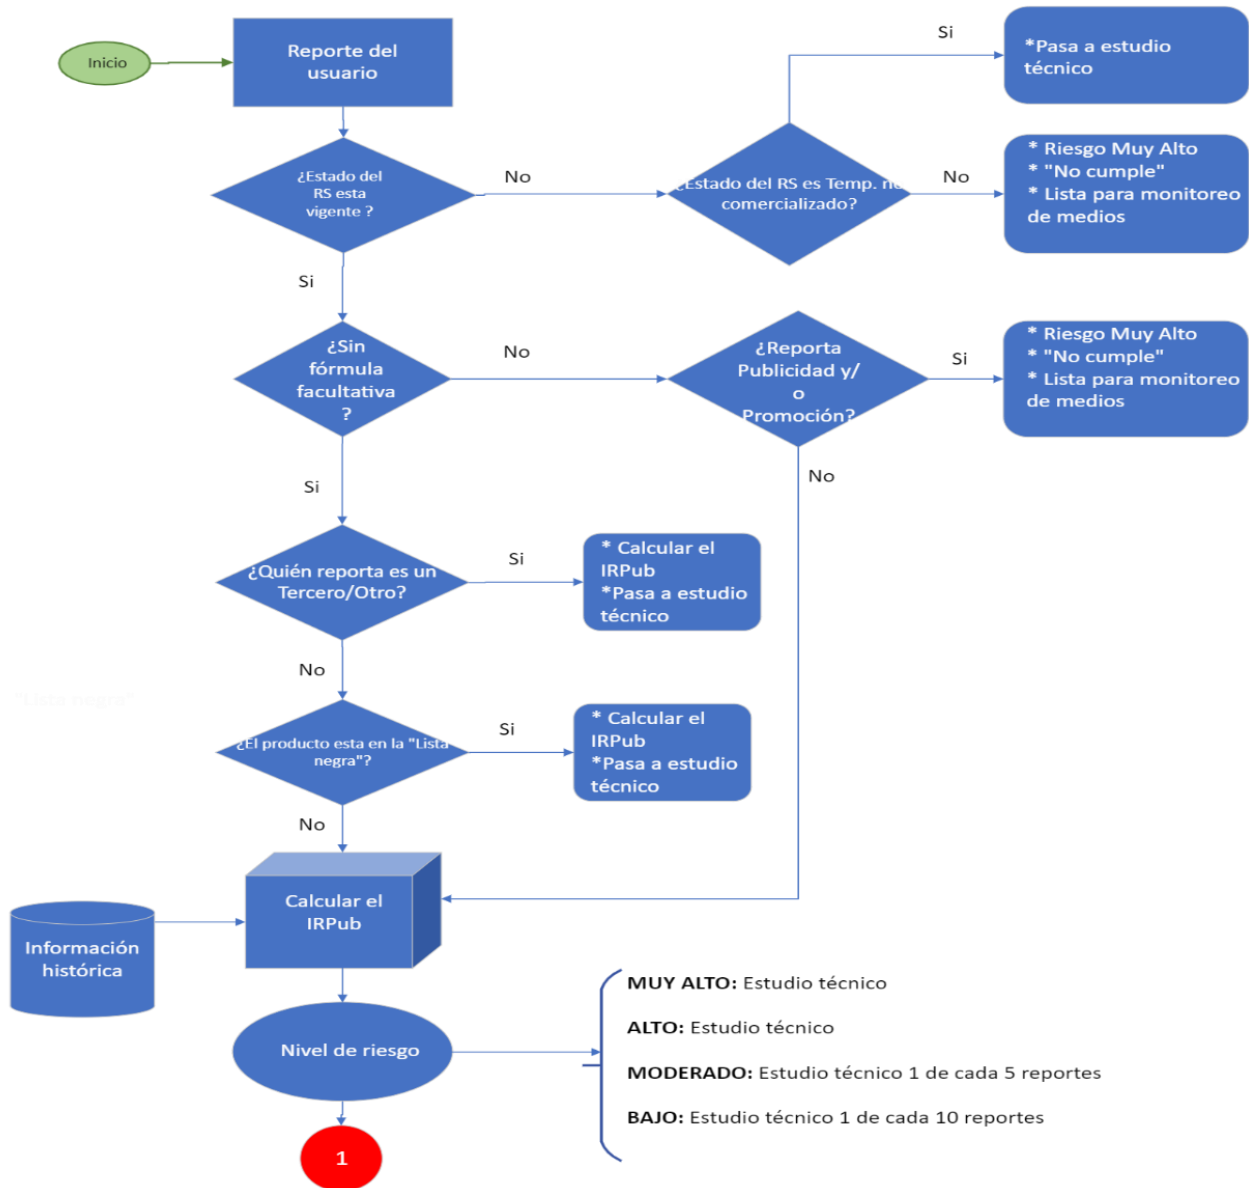 Inicio
Reporte del
usuario
Si
*Pasa a estudio
técnico
¿Estado del
RS esta
vigente ?
No
¿Estado del RS es Temp. no
comercializado?
No
* Riesgo Muy Alto
* "No cumple"
* Lista para monitoreo
de medios
Si
¿Sin
fórmula
facultativa
?
No
¿Reporta
Publicidad y/
o
Promoción?
Si
* Riesgo Muy Alto
* "No cumple"
* Lista para monitoreo
de medios
No
Si
¿Quién reporta es un
Tercero/Otro?
Si
* Calcular el
IRPub
*Pasa a estudio
técnico
No
"Lista negra"
¿El producto esta en la "Lista
negra"?
Si
* Calcular el
IRPub
*Pasa a estudio
técnico
No
Calcular el
IRPub
Información
histórica
Nivel de riesgo
MUY ALTO: Estudio técnico
ALTO: Estudio técnico
MODERADO: Estudio técnico 1 de cada 5 reportes
BAJO: Estudio técnico 1 de cada 10 reportes
1